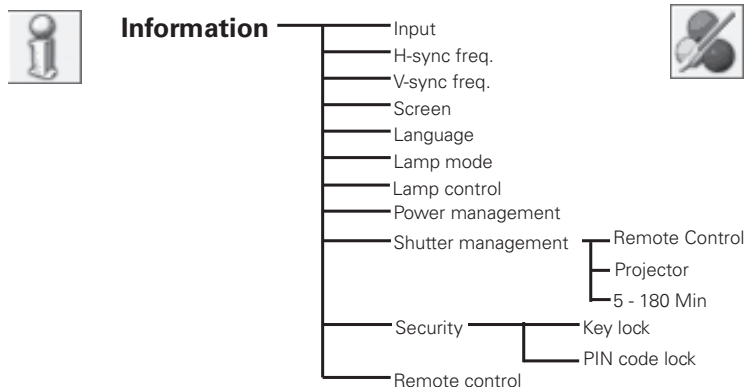 Information
Input
H-sync freq.
V-sync freq.
Screen
Language
Lamp mode
Lamp control
Power management
Shutter management
Remote Control
Projector
5 - 180 Min
Security
Key lock
PIN code lock
Remote control